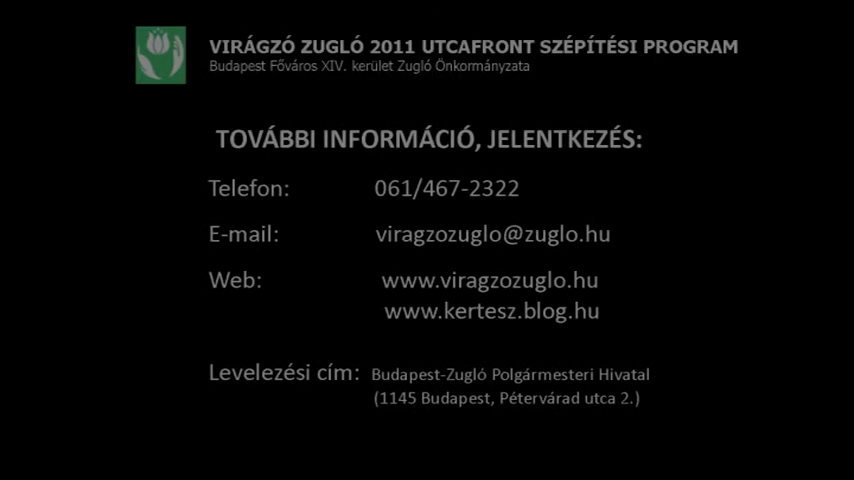 VIRÁGZÓ ZUGLÓ 2011 UTCAFRONT SZÉPÍTÉSI PROGRAM
Budapest Főváros XIV. kerület Zugló Önkormányzata
TOVÁBBI INFORMÁCIÓ, JELENTKEZÉS:
Telefon: 061/467-2322
E-mail: viragzozuglo@zuglo.hu
Web: www.viragzozuglo.hu
www.kertesz.blog.hu
Levelezési cím: Budapest-Zugló Polgármesteri Hivatal
(1145 Budapest, Pétervárad utca 2.)